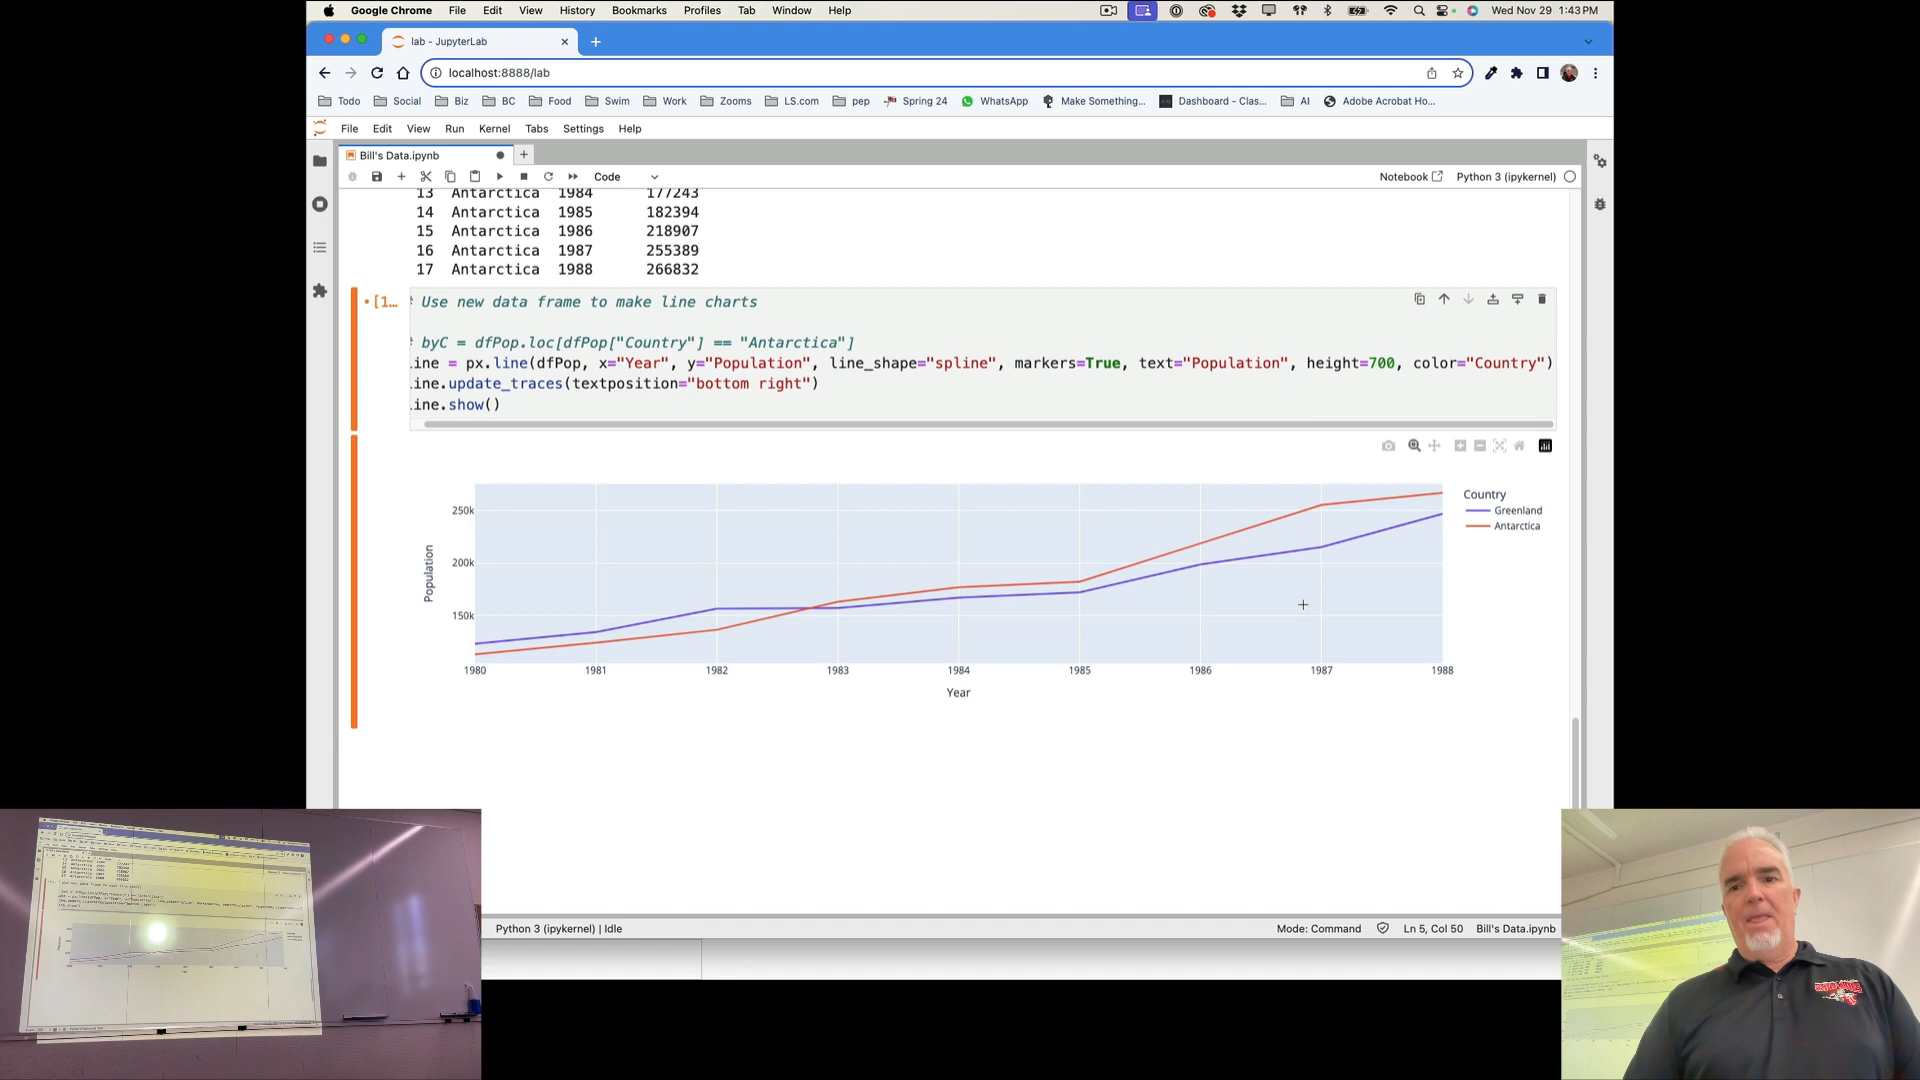 Google Chrome File Edit View History Bookmarks Profiles Tab Window Help Wed Nov 29 1:43 PM
lab - JupyterLab
localhost:8888/lab
Todo Social Biz BC Food Swim Work Zooms LS.com pep Spring 24 WhatsApp Make Something... Dashboard - Clas... AI Adobe Acrobat Ho...
File Edit View Run Kernel Tabs Settings Help
Bill's Data.ipynb
Code Notebook Python 3 (ipykernel)
13 Antarctica 1984 177243
14 Antarctica 1985 182394
15 Antarctica 1986 218907
16 Antarctica 1987 255389
17 Antarctica 1988 266832
[1... # Use new data frame to make line charts
# byC = dfPop.loc[dfPop["Country"] == "Antarctica"]
line = px.line(dfPop, x="Year", y="Population", line_shape="spline", markers=True, text="Population", height=700, color="Country")
line.update_traces(textposition="bottom right")
line.show()
Country
Greenland
Antarctica
250k
200k
150k
Population
1980 1981 1982 1983 1984 1985 1986 1987 1988
Year
Python 3 (ipykernel) | Idle Mode: Command Ln 5, Col 50 Bill's Data.ipynb